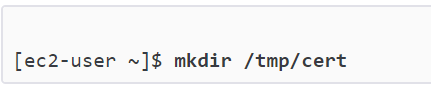 [ec2-user ~]$ mkdir /tmp/cert